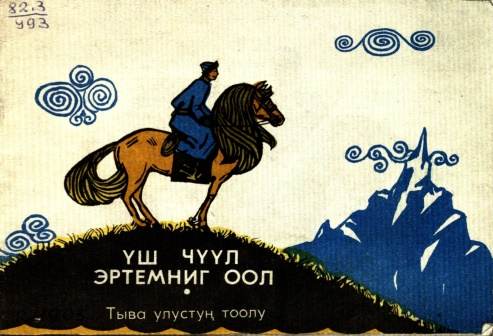 82.3
У93
ҮШ ЧҮҮЛ
ЭРТЕМНИГ ООЛ
Тыва улустуң тоолу